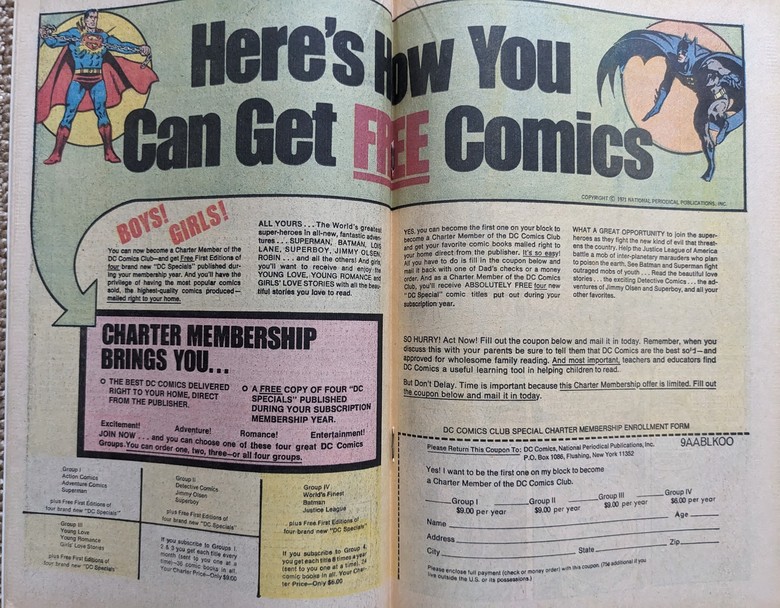 Here's How You
Can Get FREE Comics
COPYRIGHT © 1971 NATIONAL PERIODICAL PUBLICATIONS, INC.
BOYS!
GIRLS!
You can now become a Charter Member of the
DC Comics Club—and get Free First Editions of
four brand new "DC Specials" published dur-
ing your membership year. And you'll have the
privilege of having the most popular comics
sold, the highest-quality comics produced—
mailed right to your home.
ALL YOURS . . . The World's greatest
super-heroes in all-new, fantastic adven-
tures . . . SUPERMAN, BATMAN, LOIS
LANE, SUPERBOY, JIMMY OLSEN,
ROBIN . . . and all the others! And girls,
you'll want to receive and enjoy the
YOUNG LOVE, YOUNG ROMANCE and
GIRLS' LOVE STORIES with all the beau-
tiful stories you love to read.
CHARTER MEMBERSHIP
BRINGS YOU...
THE BEST DC COMICS DELIVERED
RIGHT TO YOUR HOME, DIRECT
FROM THE PUBLISHER.
A FREE COPY OF FOUR "DC
SPECIALS" PUBLISHED
DURING YOUR SUBSCRIPTION
MEMBERSHIP YEAR.
Excitement! Adventure! Romance! Entertainment!
JOIN NOW . . . and you can choose one of these four great DC Comics
Groups. You can order one, two, three—or all four groups.
Group I
Action Comics
Adventure Comics
Superman
plus Free First Editions of
four brand new "DC Specials"
Group II
Detective Comics
Jimmy Olsen
Superboy
plus Free First Editions of
four brand new "DC Specials"
Group IV
World's Finest
Batman
Justice League
plus Free First Editions of
four brand new "DC Specials"
Group III
Young Love
Young Romance
Girls' Love Stories
plus Free First Editions of
four brand new "DC Specials"
If you subscribe to Groups 1,
2 & 3 you get each title every
month (sent to you one at
a time)—36 comic books in all.
Your Charter Price—Only $9.00
If you subscribe to Group 4,
you get each title 8 times a year
(sent to you one at a time), 24
comic books in all. Your Char-
ter Price—Only $6.00
YES, you can become the first one on your block to
become a Charter Member of the DC Comics Club
and get your favorite comic books mailed right to
your home direct from the publisher. It's so easy!
All you have to do is fill in the coupon below and
mail it back with one of Dad's checks or a money
order. And as a Charter Member of the DC Comics
Club, you'll receive ABSOLUTELY FREE four new
"DC Special" comic titles put out during your
subscription year.
WHAT A GREAT OPPORTUNITY to join the super-
heroes as they fight the new kind of evil that threat-
ens the country. Help the Justice League of America
battle a mob of inter-planetary marauders who plan
to poison the earth. See Batman and Superman fight
outraged mobs of youth . . . Read the beautiful love
stories . . . the exciting Detective Comics . . . the ad-
ventures of Jimmy Olsen and Superboy, and all your
other favorites.
SO HURRY! Act Now! Fill out the coupon below and mail it in today. Remember, when you
discuss this with your parents be sure to tell them that DC Comics are the best sold—and
approved for wholesome family reading. And most important, teachers and educators find
DC Comics a useful learning tool in helping children to read.
But Don't Delay. Time is important because this Charter Membership offer is limited. Fill out
the coupon below and mail it in today.
DC COMICS CLUB SPECIAL CHARTER MEMBERSHIP ENROLLMENT FORM
Please Return This Coupon To: DC Comics, National Periodical Publications, Inc.
P.O. Box 1086, Flushing, New York 11352
9AABLKOO
Yes! I want to be the first one on my block to become
a Charter Member of the DC Comics Club.
Group I Group II Group III Group IV
$9.00 per year $9.00 per year $9.00 per year $6.00 per year
Name Age
Address
City State Zip
Please enclose full payment (check or money order) with this coupon. (75¢ additional) if you
live outside the U.S. or its possessions.)